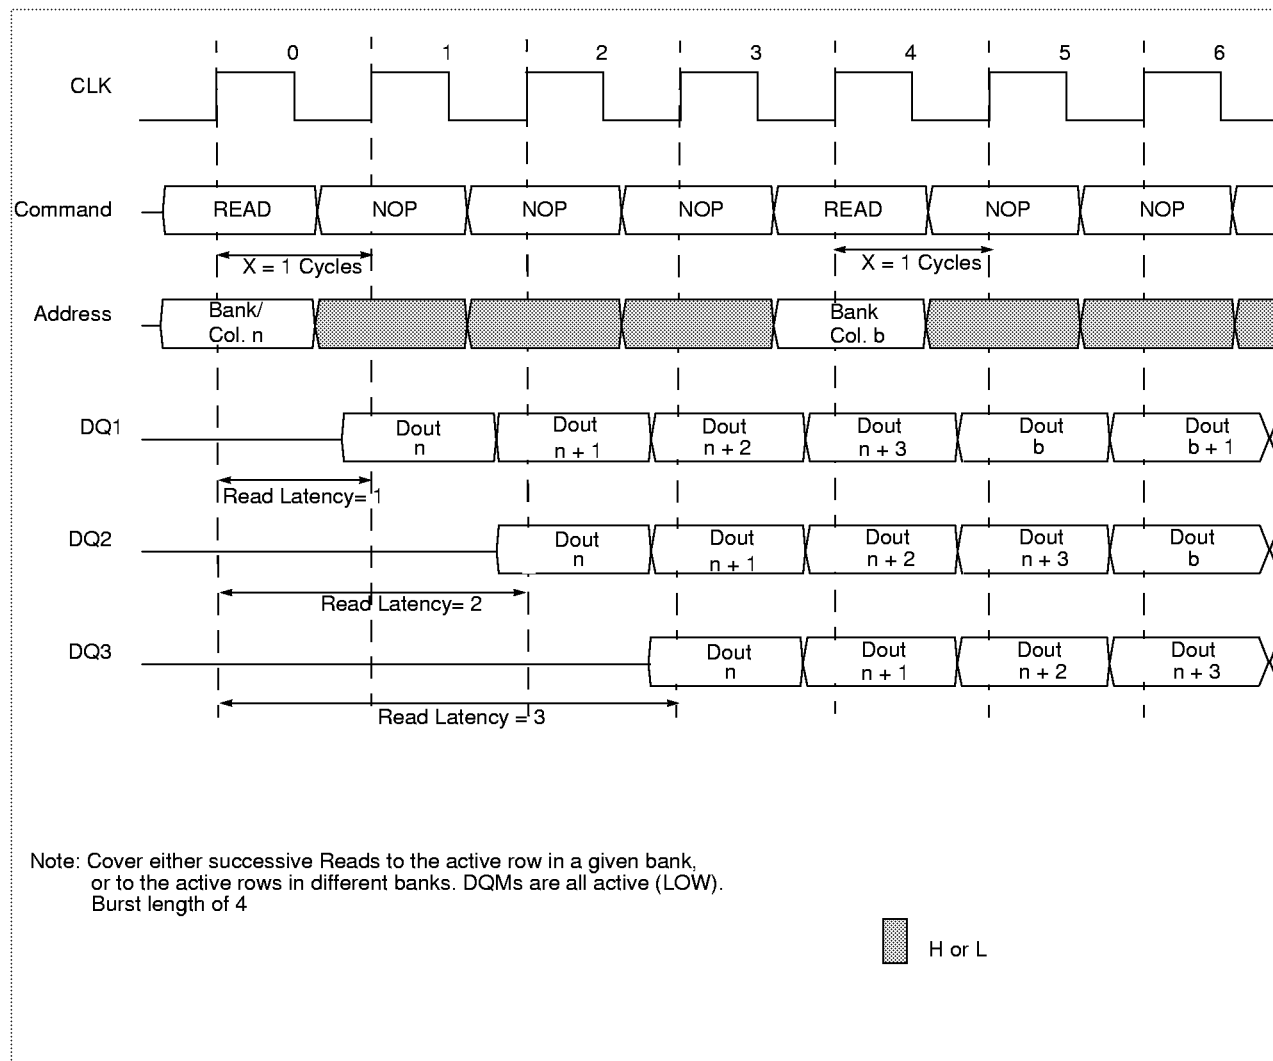 0 1 2 3 4 5 6
CLK
Command READ NOP NOP NOP READ NOP NOP
X = 1 Cycles X = 1 Cycles
Address Bank/ Bank
Col. n Col. b
DQ1 Dout Dout Dout Dout Dout Dout
n n + 1 n + 2 n + 3 b b + 1
Read Latency= 1
DQ2 Dout Dout Dout Dout Dout
n n + 1 n + 2 n + 3 b
Read Latency= 2
DQ3 Dout Dout Dout Dout
n n + 1 n + 2 n + 3
Read Latency = 3
Note: Cover either successive Reads to the active row in a given bank,
or to the active rows in different banks. DQMs are all active (LOW).
Burst length of 4
H or L